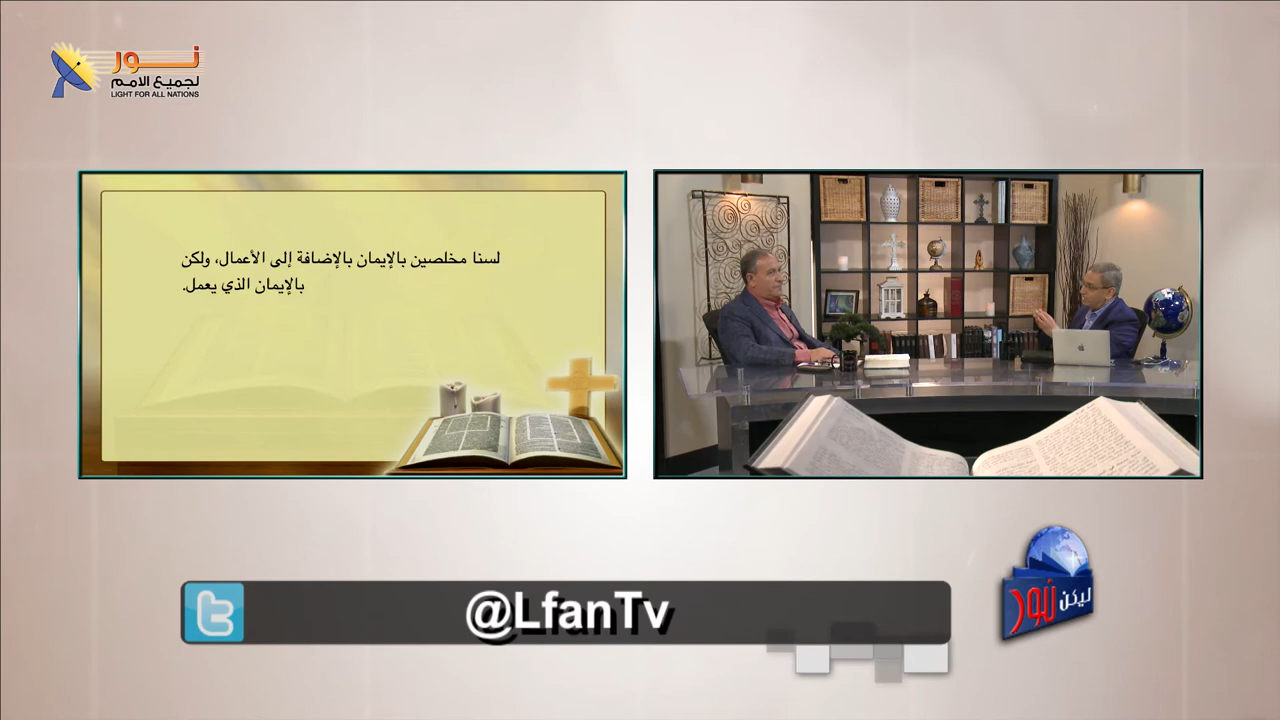 نور
لجميع الامم
LIGHT FOR ALL NATIONS
لسنا مخلصين بالإيمان بالإضافة إلى الأعمال، ولكن
بالإيمان الذي يعمل.
@LfanTv
ليكن نور